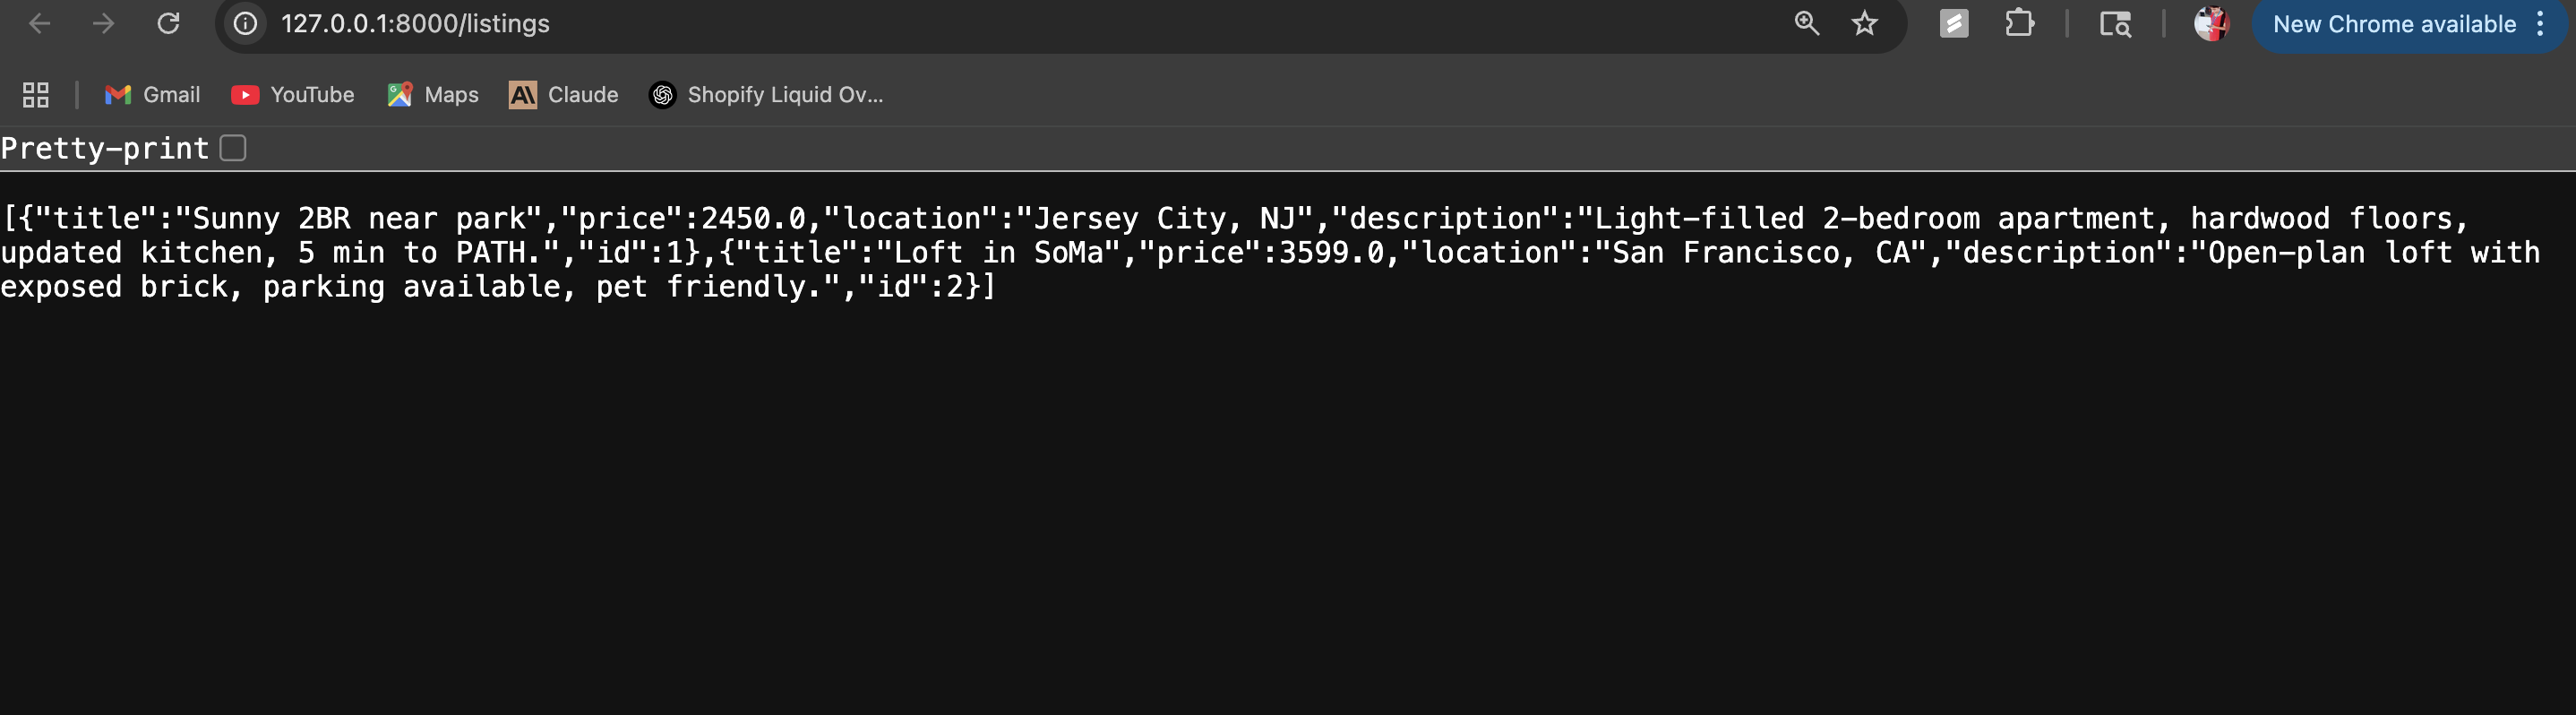 127.0.0.1:8000/listings
New Chrome available
Gmail
YouTube
Maps
Claude
Shopify Liquid Ov...
Pretty-print
[{"title":"Sunny 2BR near park","price":2450.0,"location":"Jersey City, NJ","description":"Light-filled 2-bedroom apartment, hardwood floors,
updated kitchen, 5 min to PATH.","id":1},{"title":"Loft in SoMa","price":3599.0,"location":"San Francisco, CA","description":"Open-plan loft with
exposed brick, parking available, pet friendly.","id":2}]